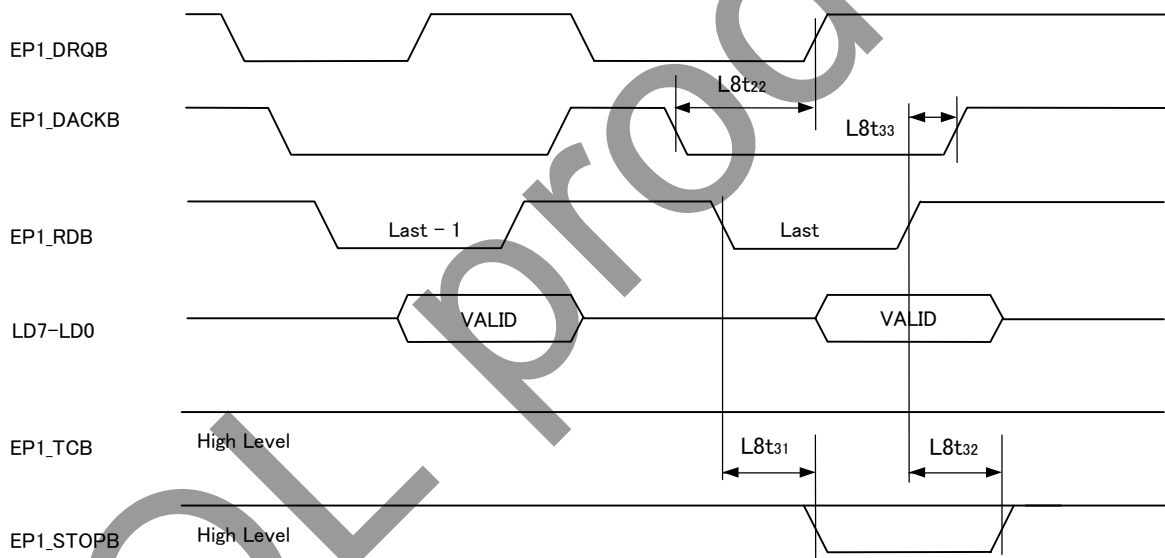 EP1_DRQB
L8t22
EP1_DACKB
L8t33
EP1_RDB
Last - 1
Last
LD7-LD0
VALID
VALID
EP1_TCB
High Level
L8t31
L8t32
EP1_STOPB
High Level